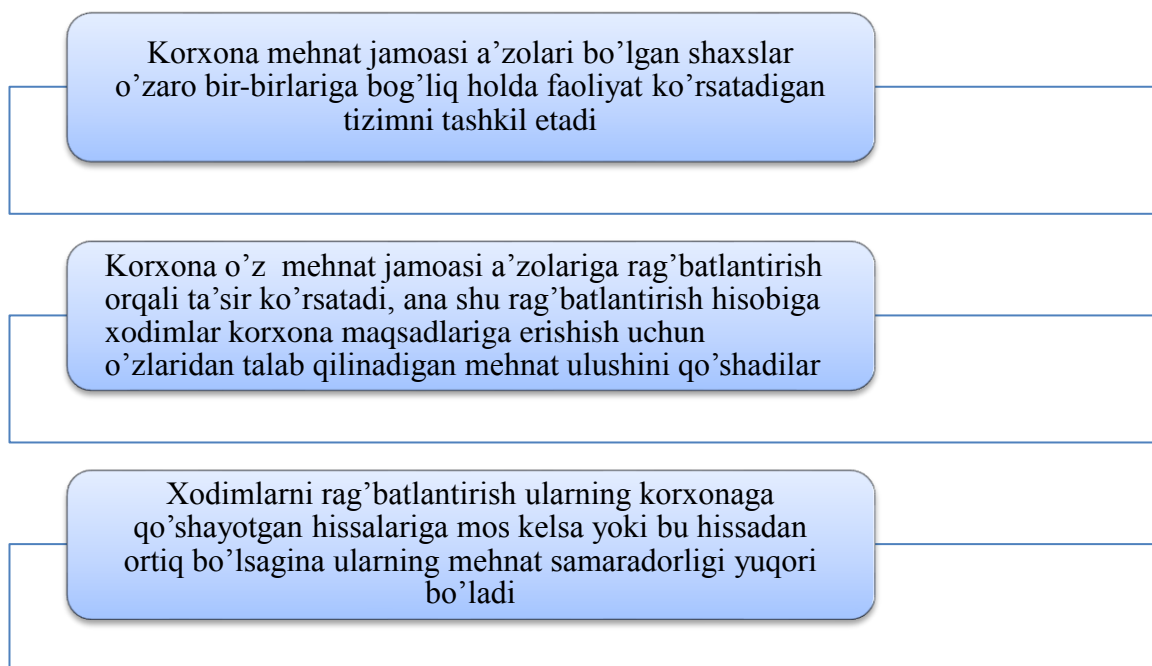 Korxona mehnat jamoasi a’zolari bo’lgan shaxslar
o’zaro bir-birlariga bog’liq holda faoliyat ko’rsatadigan
tizimni tashkil etadi
Korxona o’z mehnat jamoasi a’zolariga rag’batlantirish
orqali ta’sir ko’rsatadi, ana shu rag’batlantirish hisobiga
xodimlar korxona maqsadlariga erishish uchun
o’zlaridan talab qilinadigan mehnat ulushini qo’shadilar
Xodimlarni rag’batlantirish ularning korxonaga
qo’shayotgan hissalariga mos kelsa yoki bu hissadan
ortiq bo’lsagina ularning mehnat samaradorligi yuqori
bo’ladi